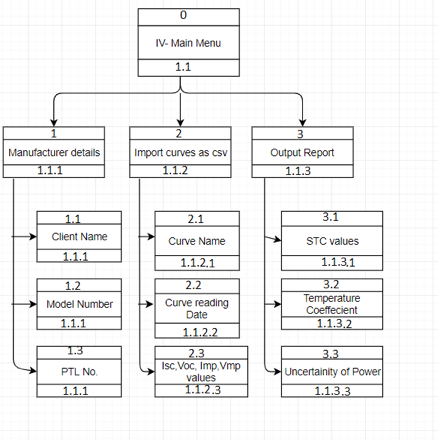 0
IV- Main Menu
1.1
1
Manufacturer details
1.1.1
2
Import curves as csv
1.1.2
3
Output Report
1.1.3
1.1
Client Name
1.1.1
2.1
Curve Name
1.1.2.1
3.1
STC values
1.1.3.1
1.2
Model Number
1.1.1
2.2
Curve reading
Date
1.1.2.2
3.2
Temperature
Coeffecient
1.1.3.2
1.3
PTL No.
1.1.1
2.3
Isc,Voc, Imp,Vmp
values
1.1.2.3
3.3
Uncertainity of Power
1.1.3.3